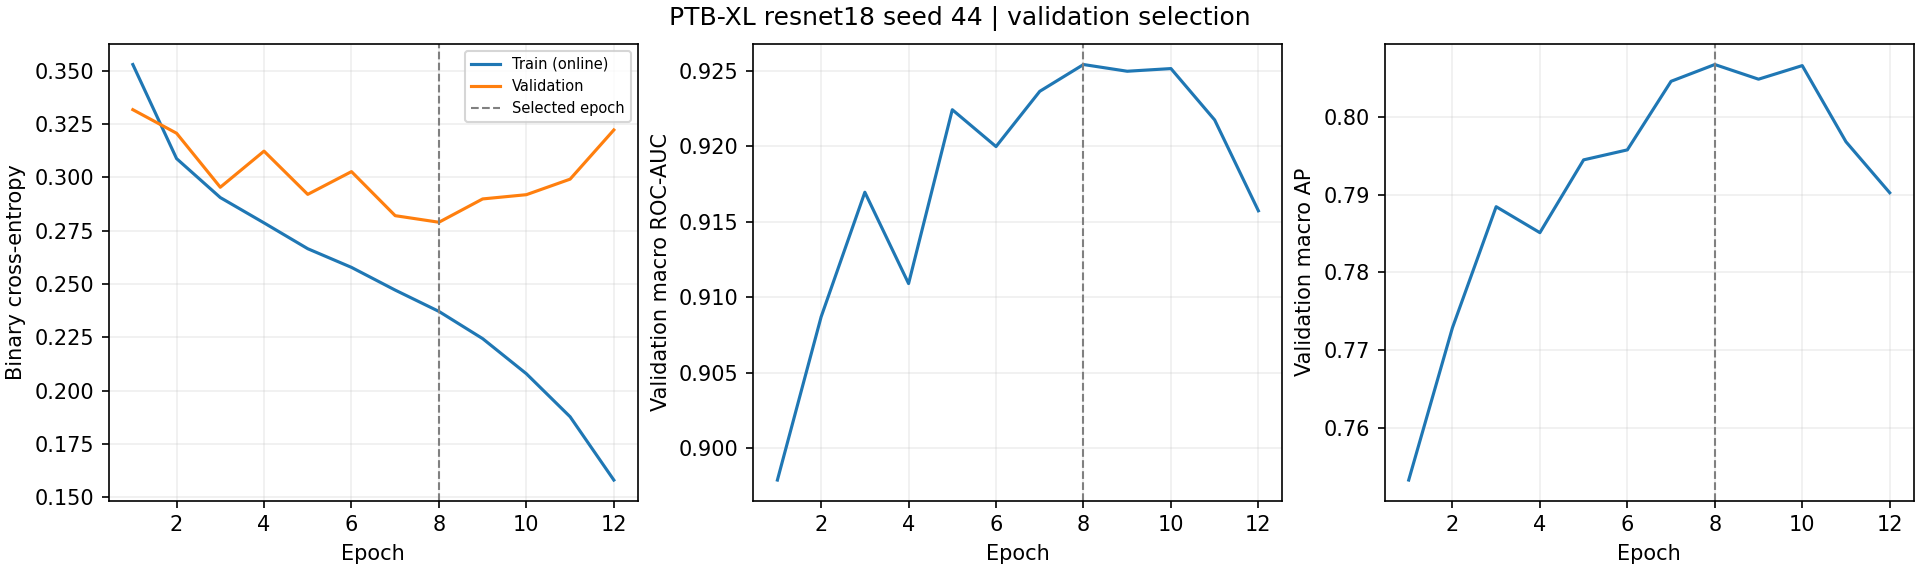 PTB-XL resnet18 seed 44 | validation selection
Binary cross-entropy
0.350
0.325
0.300
0.275
0.250
0.225
0.200
0.175
0.150
Train (online)
Validation
Selected epoch
2 4 6 8 10 12
Epoch
Validation macro ROC-AUC
0.925
0.920
0.915
0.910
0.905
0.900
2 4 6 8 10 12
Epoch
Validation macro AP
0.80
0.79
0.78
0.77
0.76
2 4 6 8 10 12
Epoch